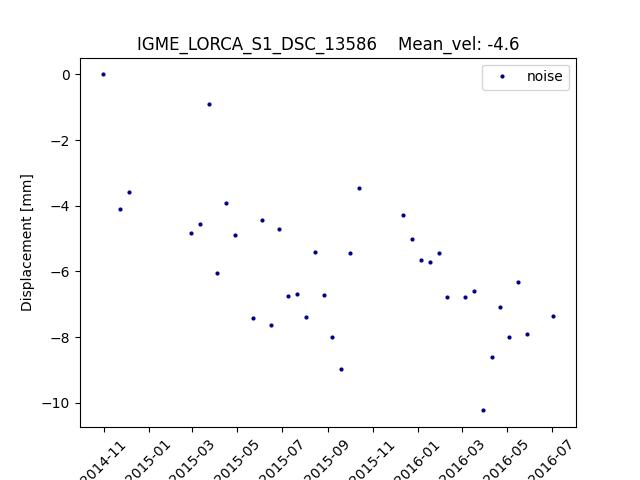 IGME_LORCA_S1_DSC_13586    Mean_vel: -4.6
noise
Displacement [mm]
0
−2
−4
−6
−8
−10
2014-11 2015-01 2015-03 2015-05 2015-07 2015-09 2015-11 2016-01 2016-03 2016-05 2016-07